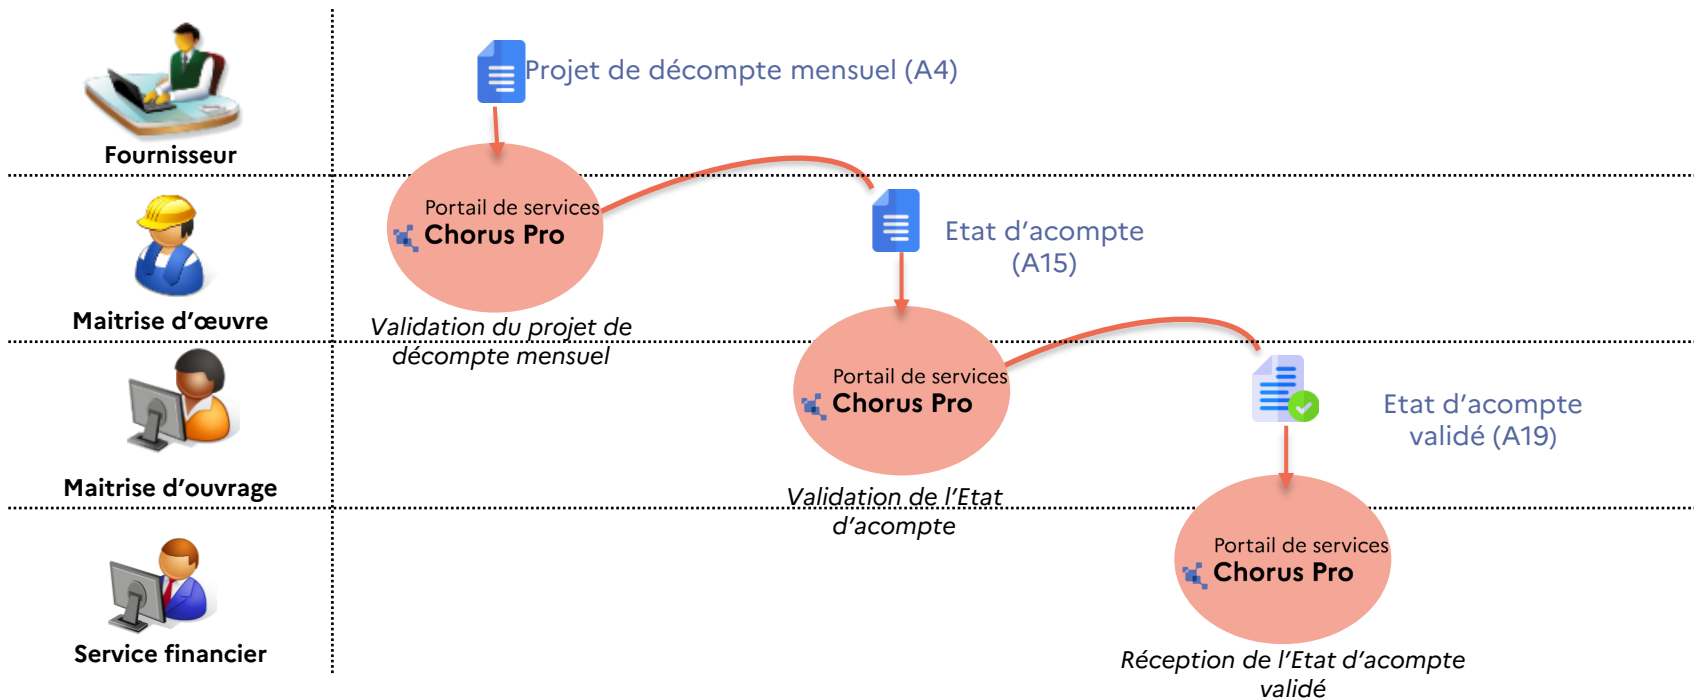 Projet de décompte mensuel (A4)
Fournisseur
Portail de services
Chorus Pro
Etat d'acompte
(A15)
Maitrise d'œuvre
Validation du projet de
décompte mensuel
Portail de services
Chorus Pro
Etat d'acompte
validé (A19)
Maitrise d'ouvrage
Validation de l'Etat
d'acompte
Portail de services
Chorus Pro
Service financier
Réception de l'Etat d'acompte
validé